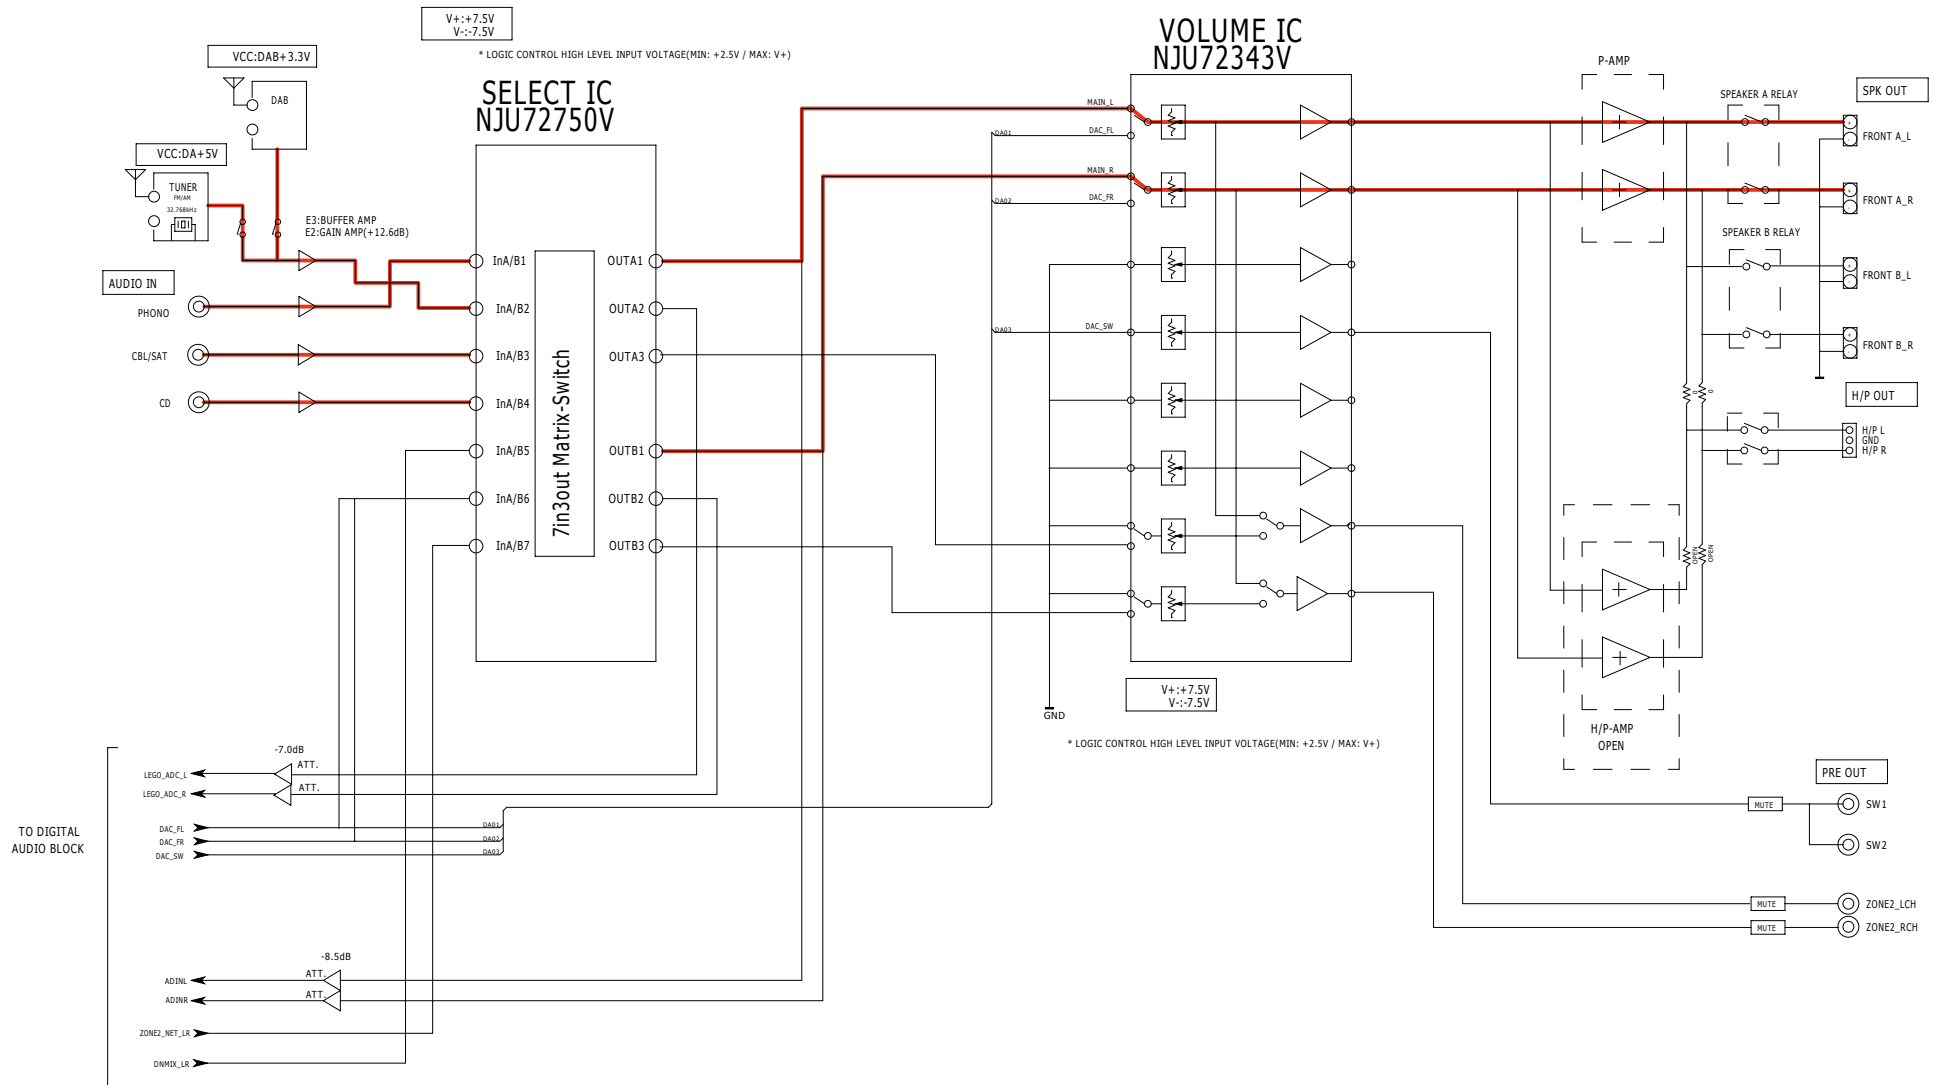 V+:+7.5V
V-:-7.5V
* LOGIC CONTROL HIGH LEVEL INPUT VOLTAGE(MIN: +2.5V / MAX: V+)
VCC:DAB+3.3V
DAB
VCC:DA+5V
TUNER
FM/AM
32.768kHz
E3:BUFFER AMP
E2:GAIN AMP(+12.6dB)
AUDIO IN
PHONO
CBL/SAT
CD
SELECT IC
NJU72750V
InA/B1
InA/B2
InA/B3
InA/B4
InA/B5
InA/B6
InA/B7
7in3out Matrix-Switch
OUTA1
OUTA2
OUTA3
OUTB1
OUTB2
OUTB3
VOLUME IC
NJU72343V
MAIN_L
DA01
DAC_FL
MAIN_R
DA02
DAC_FR
DA03
DAC_SW
GND
V+:+7.5V
V-:-7.5V
* LOGIC CONTROL HIGH LEVEL INPUT VOLTAGE(MIN: +2.5V / MAX: V+)
P-AMP
SPEAKER A RELAY
SPK OUT
+
-
FRONT A_L
+
-
FRONT A_R
SPEAKER B RELAY
+
-
FRONT B_L
+
-
FRONT B_R
0
0
H/P OUT
H/P L
GND
H/P R
OPEN
OPEN
H/P-AMP
OPEN
PRE OUT
MUTE
SW1
SW2
MUTE
ZONE2_LCH
MUTE
ZONE2_RCH
TO DIGITAL
AUDIO BLOCK
-7.0dB
ATT.
LEGO_ADC_L
ATT.
LEGO_ADC_R
DAC_FL
DA01
DAC_FR
DA02
DAC_SW
DA03
-8.5dB
ATT.
ADINL
ATT.
ADINR
ZONE2_NET_LR
DNMIX_LR